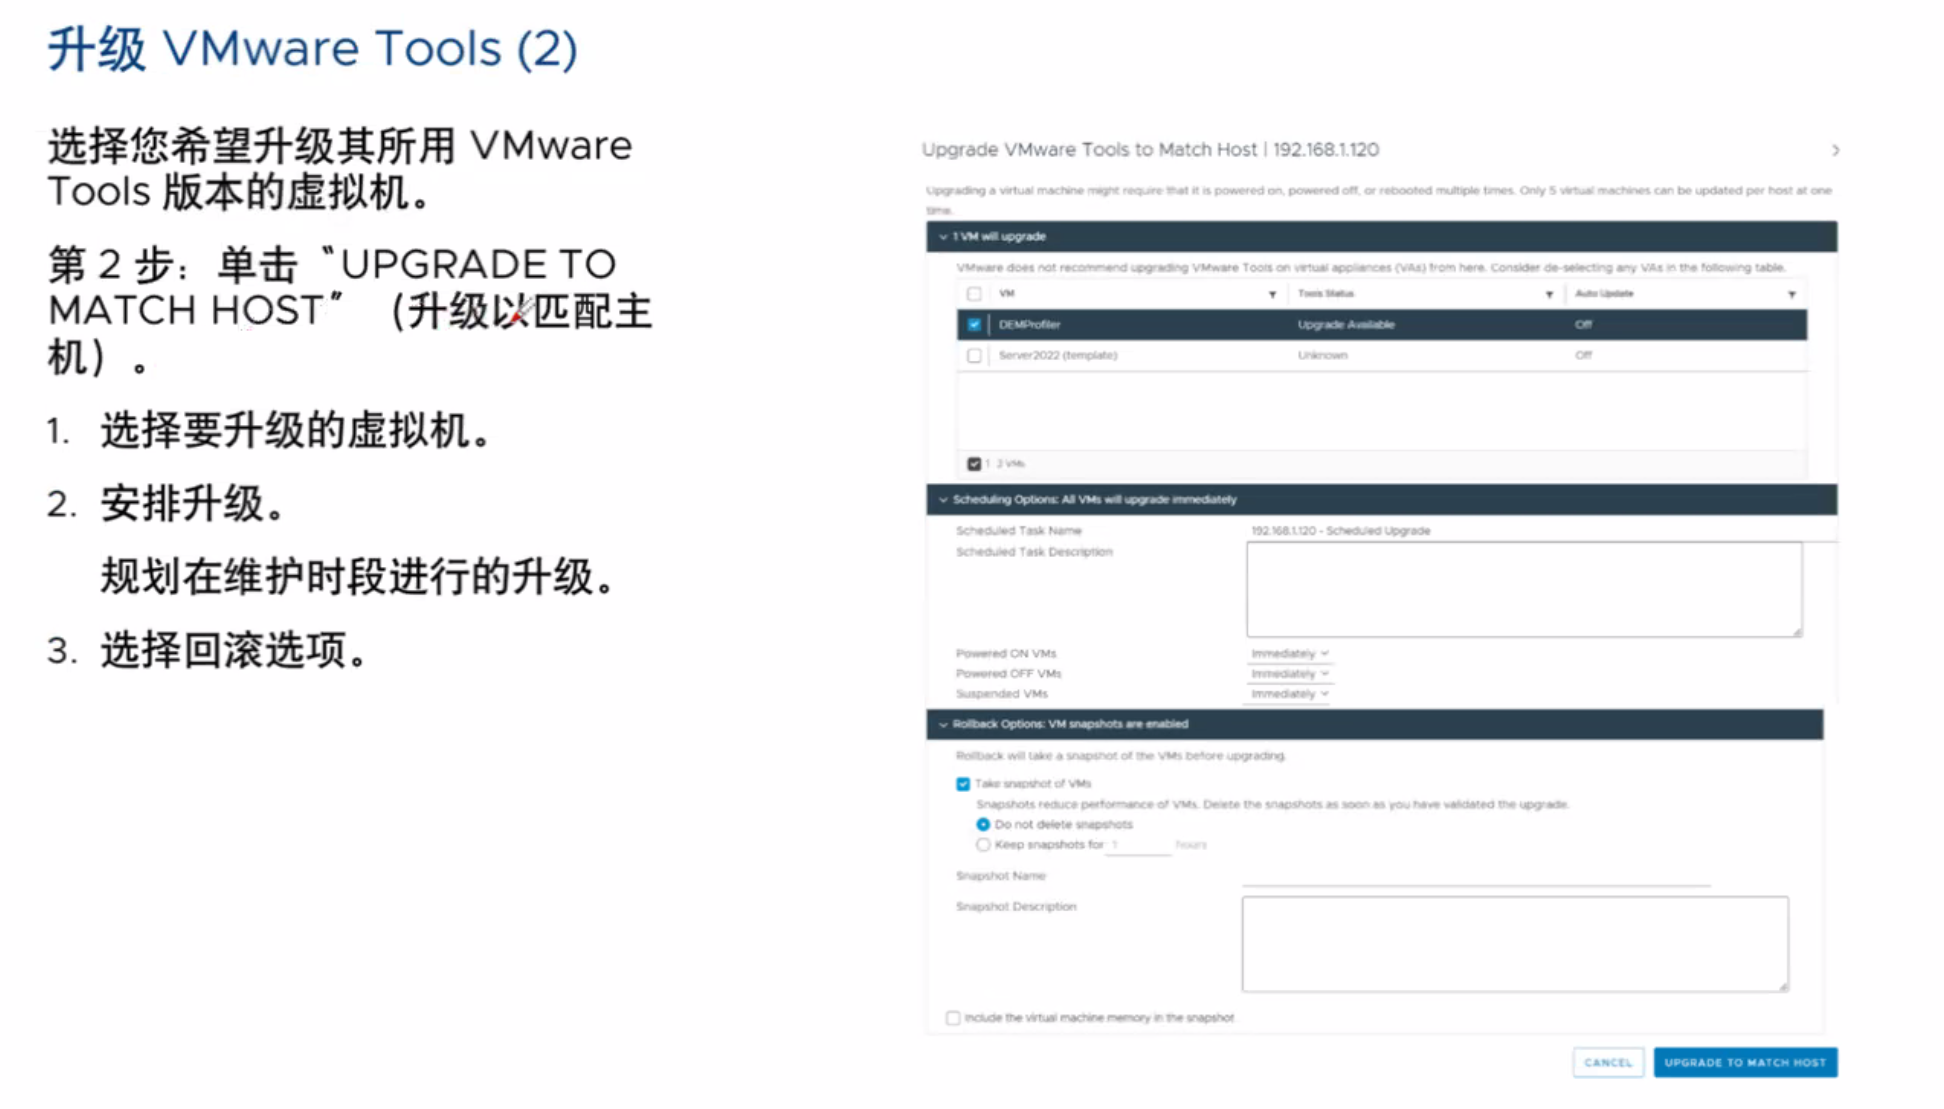 升级 VMware Tools (2)
选择您希望升级其所用 VMware
Tools 版本的虚拟机。
第 2 步：单击〝UPGRADE TO
MATCH HOST〞（升级以匹配主
机）。
1. 选择要升级的虚拟机。
2. 安排升级。
规划在维护时段进行的升级。
3. 选择回滚选项。
Upgrade VMware Tools to Match Host | 192.168.1.120
Upgrading a virtual machine might require that it is powered on, powered off, or rebooted multiple times. Only 5 virtual machines can be updated per host at one
time.
1 VM will upgrade
VMware does not recommend upgrading VMware Tools on virtual appliances (VAs) from here. Consider de-selecting any VAs in the following table.
VM Tools Status Auto Update
DEMProfiler Upgrade Available Off
Server2022 (template) Unknown Off
1 2 VMs
Scheduling Options: All VMs will upgrade immediately
Scheduled Task Name 192.168.1.120 - Scheduled Upgrade
Scheduled Task Description
Powered ON VMs Immediately
Powered OFF VMs Immediately
Suspended VMs Immediately
Rollback Options: VM snapshots are enabled
Rollback will take a snapshot of the VMs before upgrading.
Take snapshot of VMs
Snapshots reduce performance of VMs. Delete the snapshots as soon as you have validated the upgrade.
Do not delete snapshots
Keep snapshots for 1 hours
Snapshot Name
Snapshot Description
Include the virtual machine memory in the snapshot
CANCEL UPGRADE TO MATCH HOST